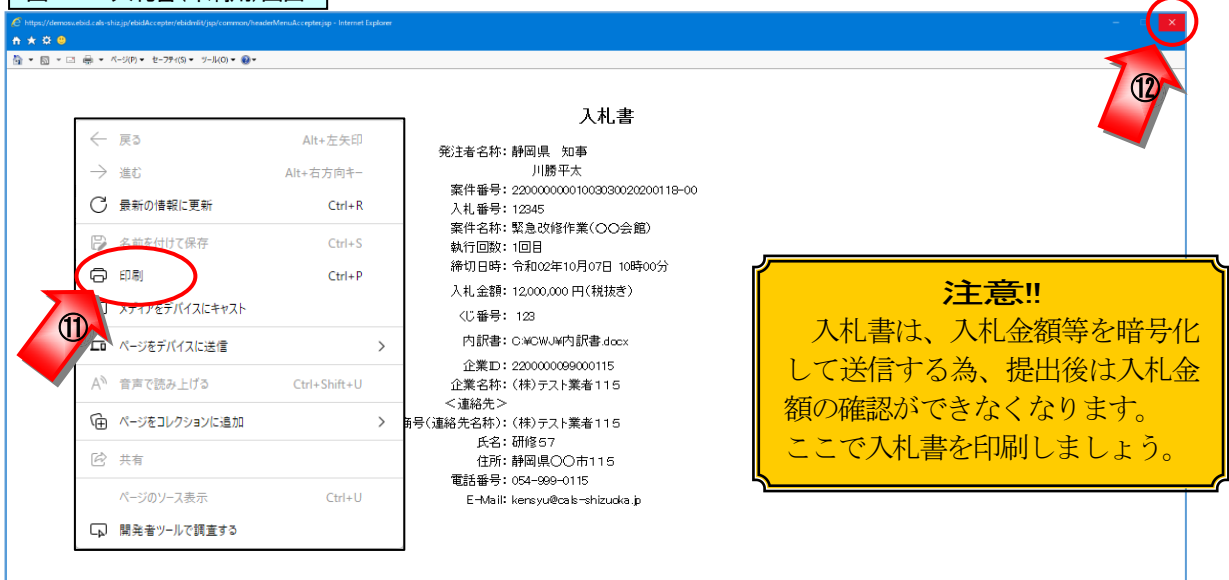 https://demosv.ebid.cals-shiz.jp/ebidAccepter/ebidmlit/jsp/common/headerMenuAccepter.jsp - Internet Explorer
ページ(P) セーフティ(S) ツール(O)
⑫
入札書
発注者名称: 静岡県 知事
川勝平太
案件番号: 2200000000100303002020118-00
入札番号: 12345
案件名称: 緊急改修作業(〇〇会館)
執行回数: 1回目
締切日時: 令和02年10月07日 10時00分
入札金額: 12,000,000 円(税抜き)
くじ番号: 123
内訳書: C:¥CWJ¥内訳書.docx
企業ID: 2200000099000115
企業名称: (株)テスト業者115
<連絡先>
商号(連絡先名称): (株)テスト業者115
氏名: 研修57
住所: 静岡県〇〇市115
電話番号: 054-999-0115
E-Mail: kensyu@cals-shizuoka.jp
戻る Alt+左矢印
進む Alt+右方向キー
最新の情報に更新 Ctrl+R
名前を付けて保存 Ctrl+S
印刷 Ctrl+P
⑪
メディアをデバイスにキャスト
ページをデバイスに送信
音声で読み上げる Ctrl+Shift+U
ページをコレクションに追加
共有
ページのソース表示 Ctrl+U
開発者ツールで調査する
注意!!
入札書は、入札金額等を暗号化
して送信する為、提出後は入札金
額の確認ができなくなります。
ここで入札書を印刷しましょう。